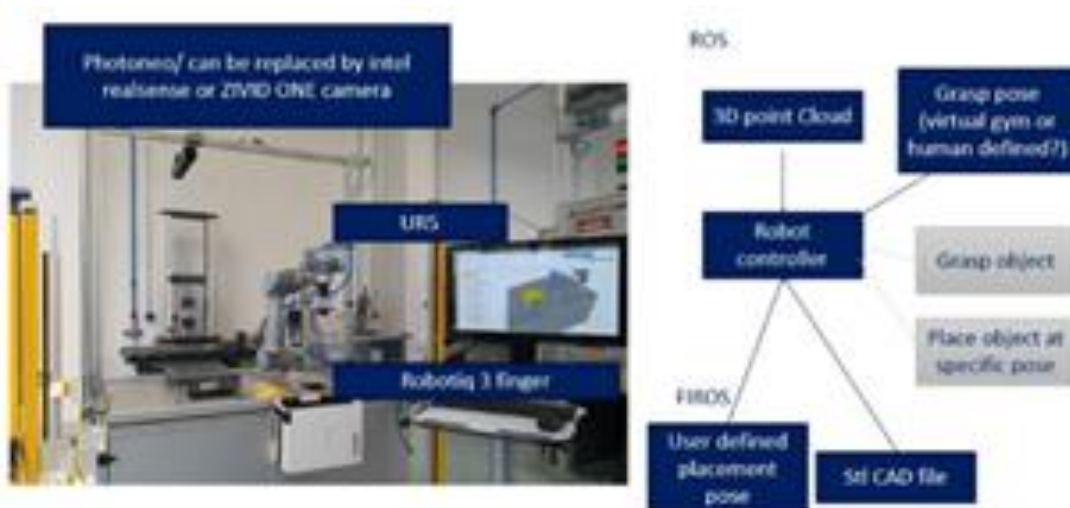 Photoneo/ can be replaced by intel
realsense or ZIVID ONE camera
UR5
Robotiq 3 finger
ROS
3D point Cloud
Grasp pose
(virtual gym or
human defined?)
Robot
controller
Grasp object
Place object at
specific pose
FIROS
User defined
placement
pose
Stl CAD file